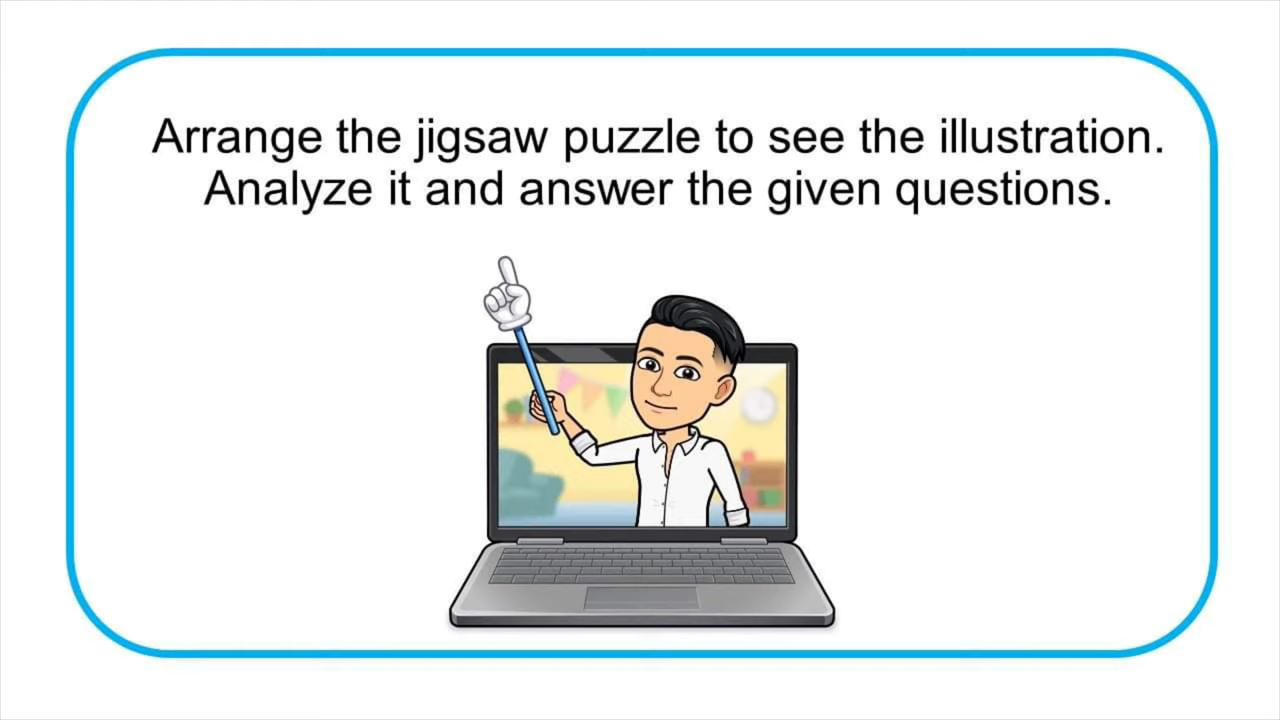 Arrange the jigsaw puzzle to see the illustration.
Analyze it and answer the given questions.